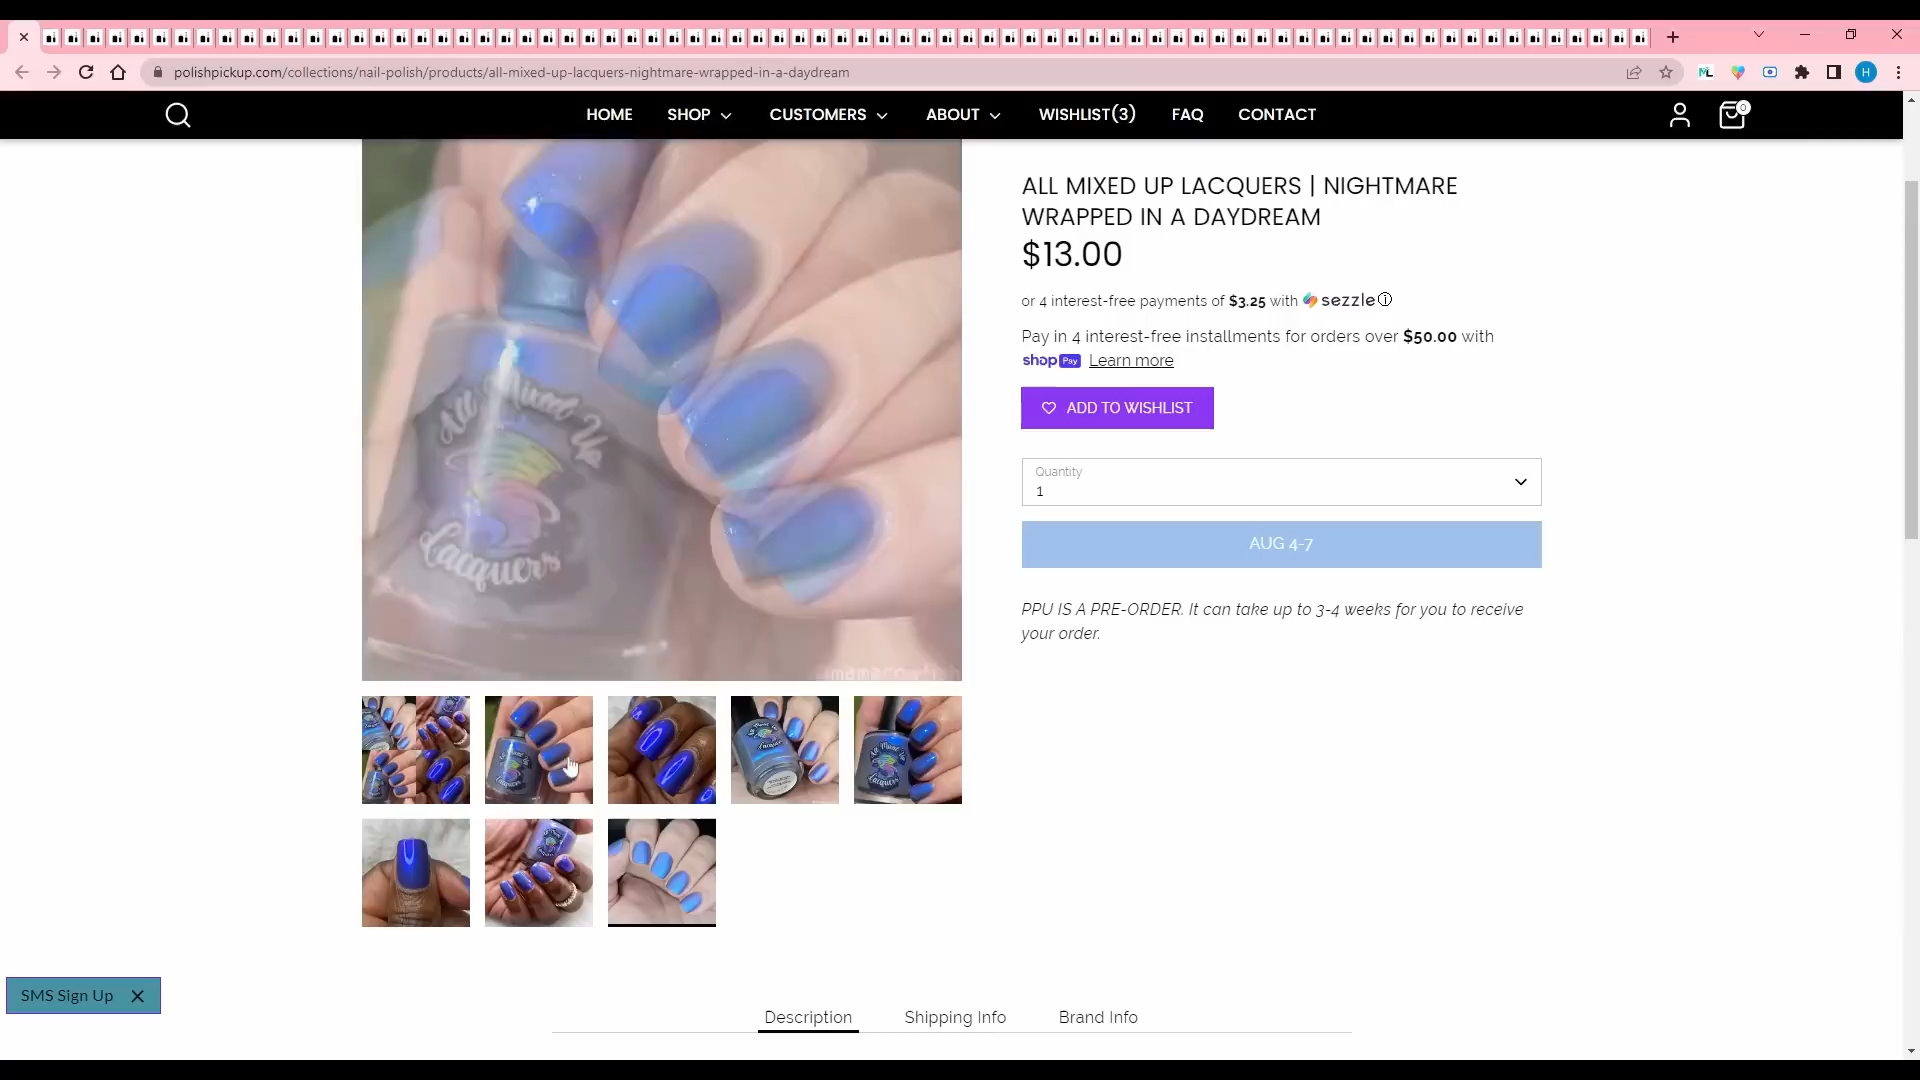 polishpickup.com/collections/nail-polish/products/all-mixed-up-lacquers-nightmare-wrapped-in-a-daydream
H
HOME SHOP CUSTOMERS ABOUT WISHLIST(3) FAQ CONTACT
0
ALL MIXED UP LACQUERS | NIGHTMARE
WRAPPED IN A DAYDREAM
$13.00
or 4 interest-free payments of $3.25 with sezzle
Pay in 4 interest-free installments for orders over $50.00 with
shop Pay Learn more
ADD TO WISHLIST
Quantity
1
AUG 4-7
PPU IS A PRE-ORDER. It can take up to 3-4 weeks for you to receive
your order.
All Mixed Up
Lacquers
SMS Sign Up
Description Shipping Info Brand Info